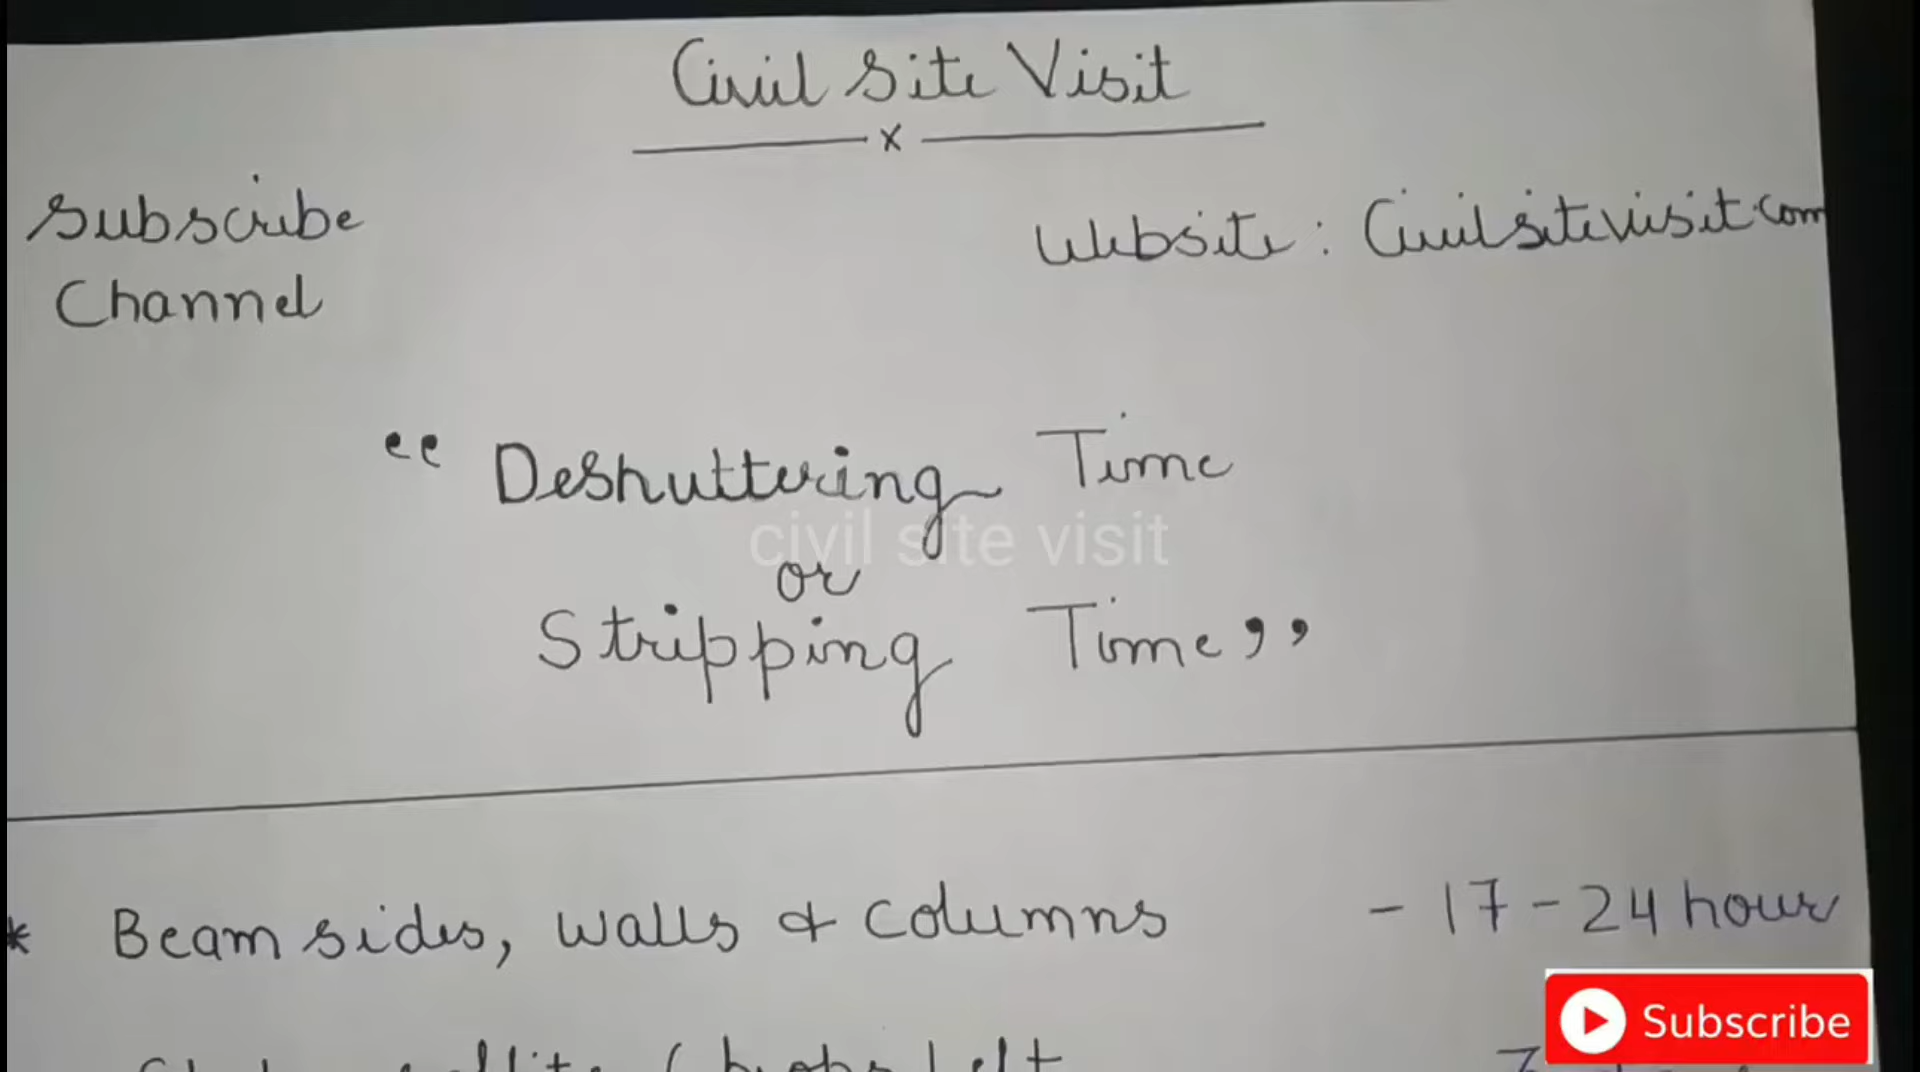 Civil Site Visit
x
Subscribe
Channel
Website : Civilsitevisit.com
“ Deshuttering Time
civil site visit
or
Stripping Time ”
* Beam sides, walls & columns - 17-24 hour
Subscribe